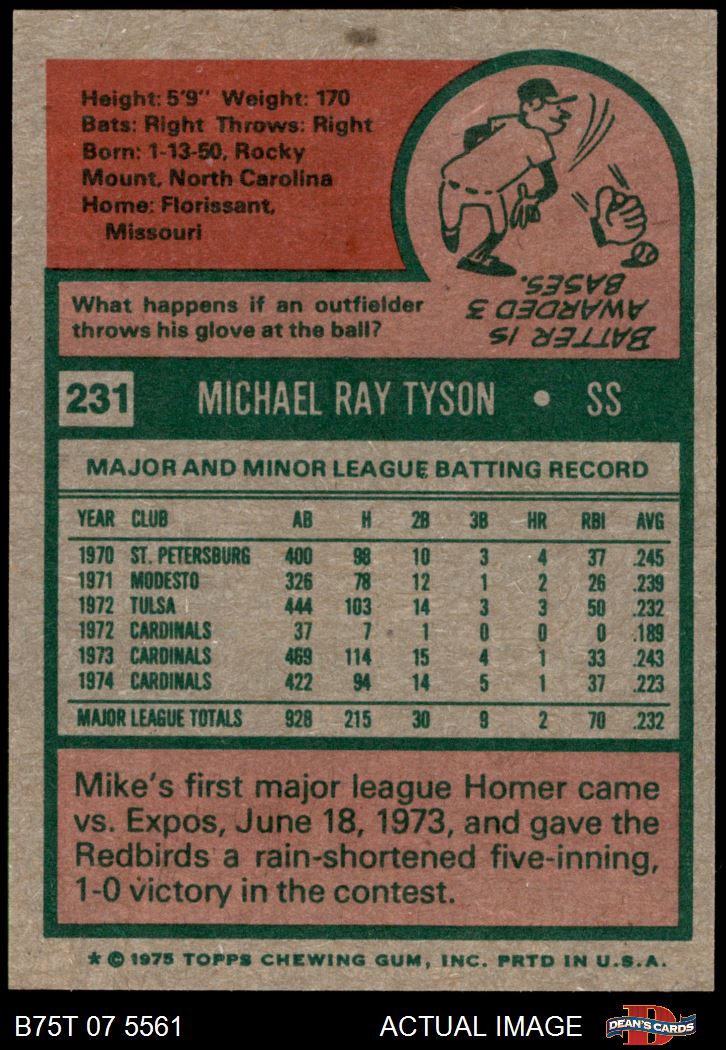 Height: 5'9" Weight: 170
Bats: Right Throws: Right
Born: 1-13-50, Rocky
Mount, North Carolina
Home: Florissant,
Missouri
What happens if an outfielder
throws his glove at the ball?
BATTER IS
AWARDED 3
BASES.
231 MICHAEL RAY TYSON • SS
MAJOR AND MINOR LEAGUE BATTING RECORD
YEAR CLUB AB H 2B 3B HR RBI AVG
1970 ST. PETERSBURG 400 98 10 3 4 37 .245
1971 MODESTO 326 78 12 1 2 26 .239
1972 TULSA 444 103 14 3 3 50 .232
1972 CARDINALS 37 7 1 0 0 0 .189
1973 CARDINALS 469 114 15 4 1 33 .243
1974 CARDINALS 422 94 14 5 1 37 .223
MAJOR LEAGUE TOTALS 928 215 30 9 2 70 .232
Mike's first major league Homer came
vs. Expos, June 18, 1973, and gave the
Redbirds a rain-shortened five-inning,
1-0 victory in the contest.
* © 1975 TOPPS CHEWING GUM, INC. PRTD IN U.S.A.
B75T 07 5561 ACTUAL IMAGE D DEAN'S CARDS